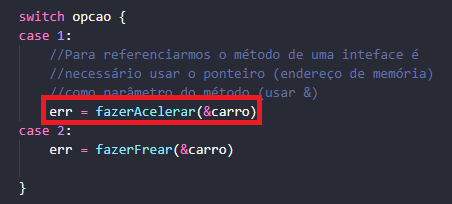 switch opcao {
case 1:
//Para referenciarmos o método de uma inteface é
//necessário usar o ponteiro (endereço de memória)
//como parâmetro do método (usar &)
err = fazerAcelerar(&carro)
case 2:
err = fazerFrear(&carro)
}